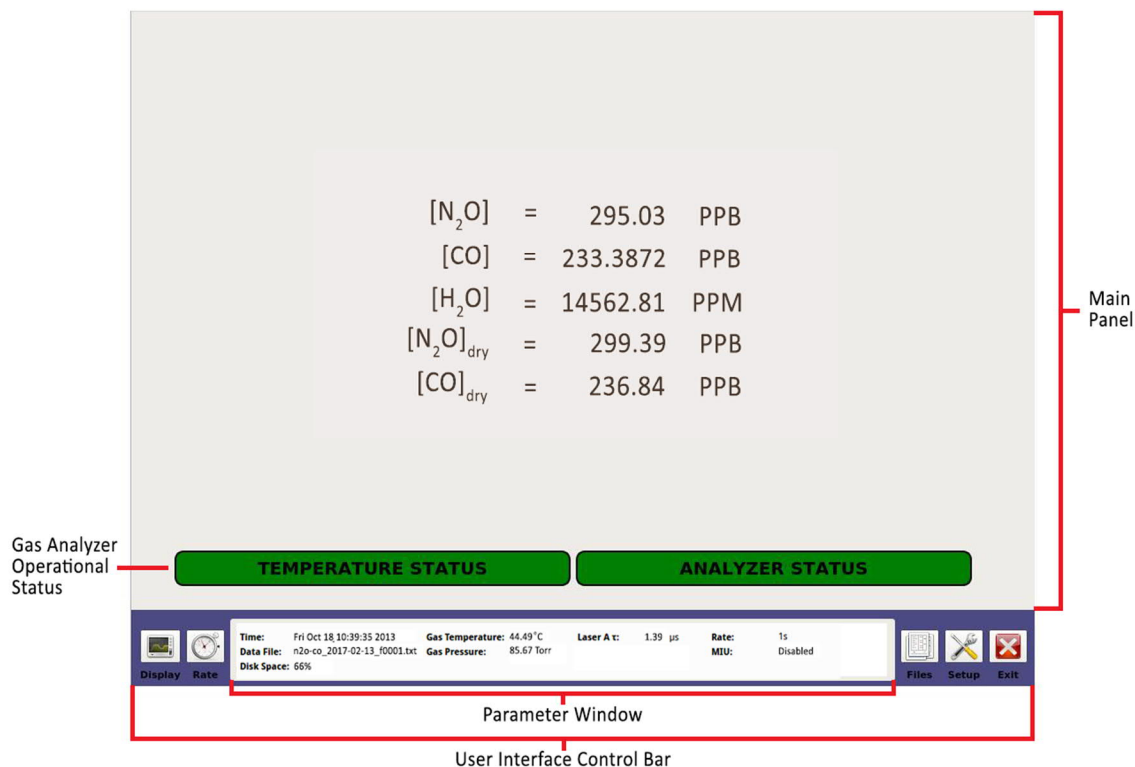 [N₂O] = 295.03 PPB
[CO] = 233.3872 PPB
[H₂O] = 14562.81 PPM
[N₂O]dry = 299.39 PPB
[CO]dry = 236.84 PPB
Main
Panel
Gas Analyzer
Operational
Status
TEMPERATURE STATUS
ANALYZER STATUS
Display
Rate
Time: Fri Oct 18 10:39:35 2013 Gas Temperature: 44.49°C Laser A τ: 1.39 µs Rate: 1s
Data File: n2o-co_2017-02-13_f0001.txt Gas Pressure: 85.67 Torr MIU: Disabled
Disk Space: 66%
Files
Setup
Exit
Parameter Window
User Interface Control Bar